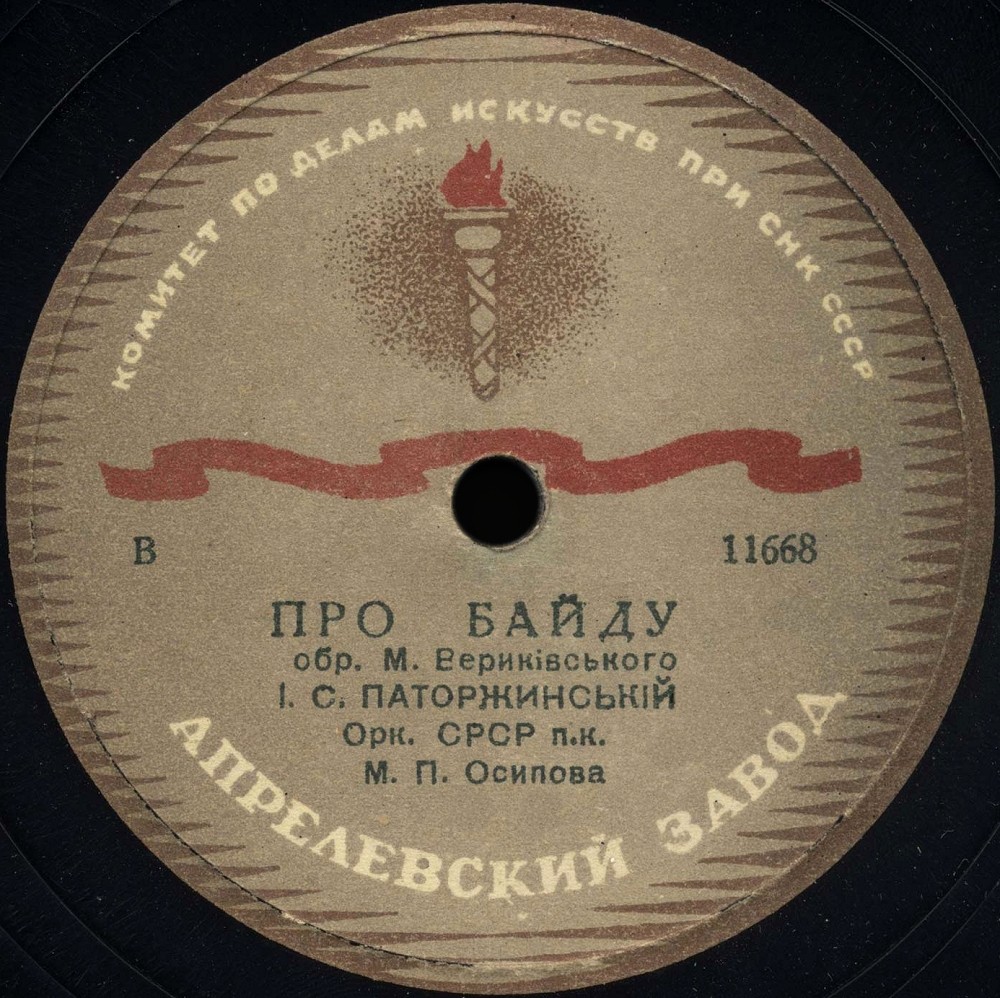 КОМИТЕТ ПО ДЕЛАМ ИСКУССТВ ПРИ СНК СССР
В 11668
ПРО БАЙДУ
обр. М. Вериківського
І. С. ПАТОРЖИНСЬКІЙ
Орк. СРСР п.к.
М. П. Осипова
АПРЕЛЕВСКИЙ ЗАВОД